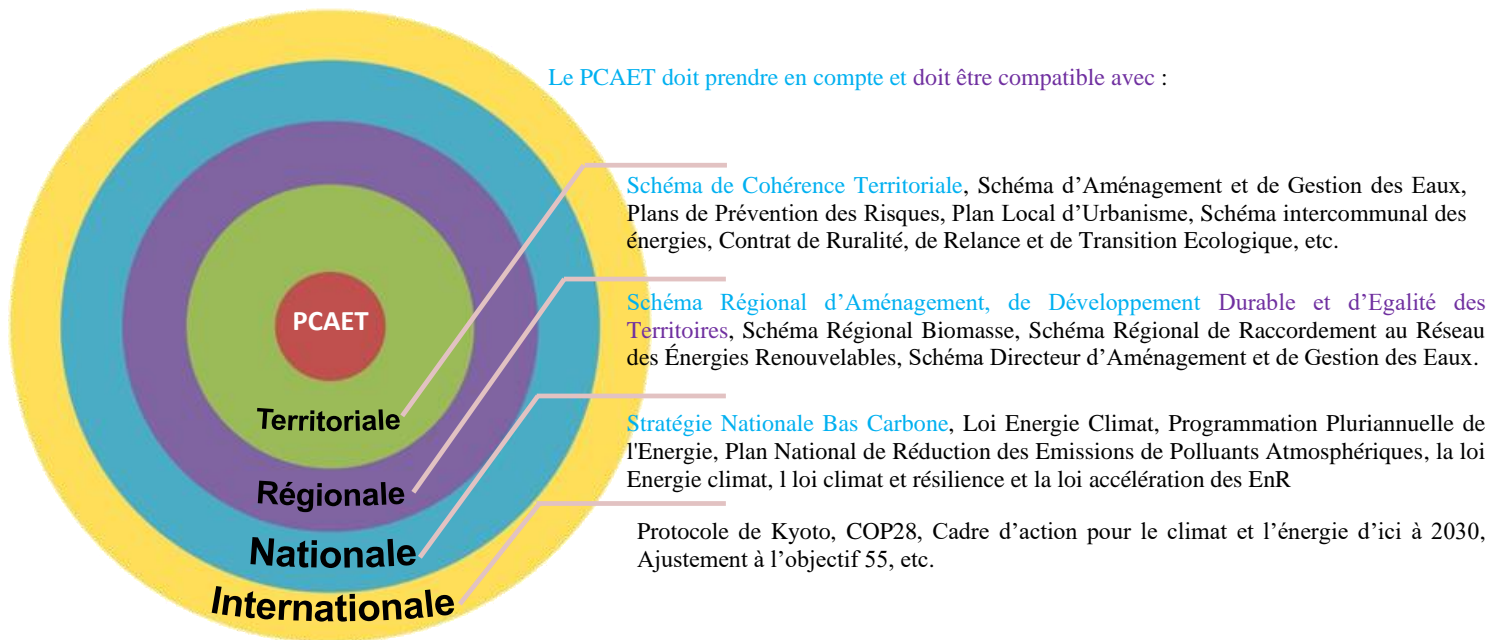 Le PCAET doit prendre en compte et doit être compatible avec :
Schéma de Cohérence Territoriale, Schéma d’Aménagement et de Gestion des Eaux,
Plans de Prévention des Risques, Plan Local d’Urbanisme, Schéma intercommunal des
énergies, Contrat de Ruralité, de Relance et de Transition Ecologique, etc.
Schéma Régional d’Aménagement, de Développement Durable et d’Egalité des
Territoires, Schéma Régional Biomasse, Schéma Régional de Raccordement au Réseau
des Énergies Renouvelables, Schéma Directeur d’Aménagement et de Gestion des Eaux.
Stratégie Nationale Bas Carbone, Loi Energie Climat, Programmation Pluriannuelle de
l'Energie, Plan National de Réduction des Emissions de Polluants Atmosphériques, la loi
Energie climat, l loi climat et résilience et la loi accélération des EnR
Protocole de Kyoto, COP28, Cadre d’action pour le climat et l’énergie d’ici à 2030,
Ajustement à l’objectif 55, etc.
PCAET
Territoriale
Régionale
Nationale
Internationale